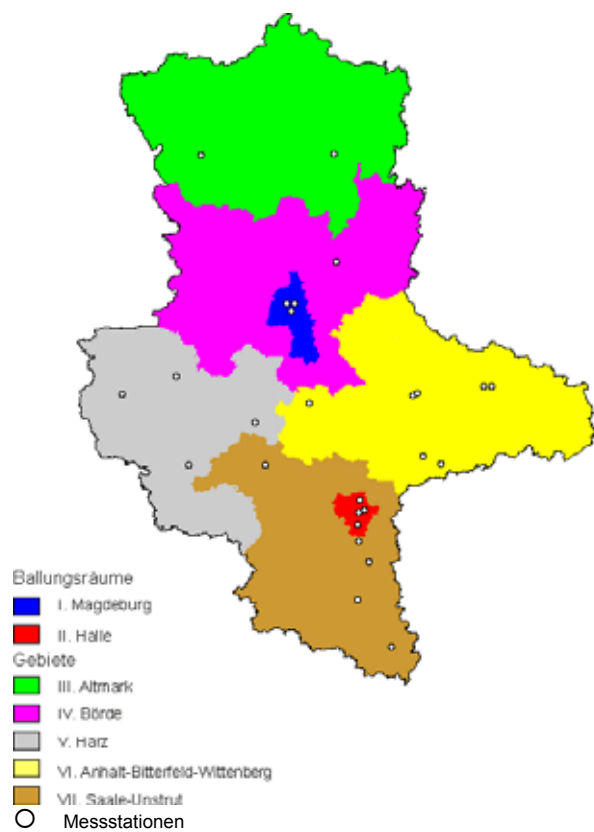 Ballungsräume
I. Magdeburg
II. Halle
Gebiete
III. Altmark
IV. Börde
V. Harz
VI. Anhalt-Bitterfeld-Wittenberg
VII. Saale-Unstrut
Messstationen